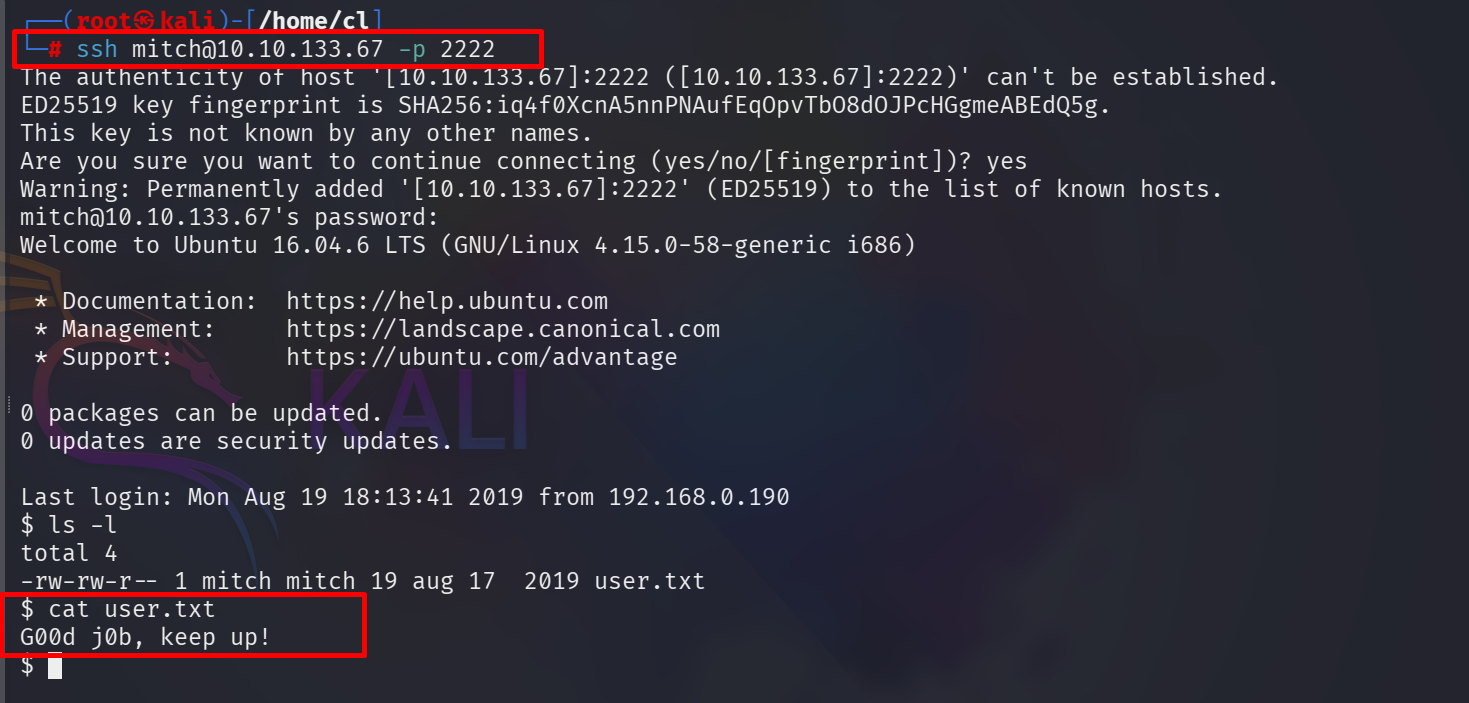 ┌──(root㉿kali)-[/home/cl]
└─# ssh mitch@10.10.133.67 -p 2222
The authenticity of host '[10.10.133.67]:2222 ([10.10.133.67]:2222)' can't be established.
ED25519 key fingerprint is SHA256:iq4f0XcnA5nnPNAufEqOpvTbO8dOJPcHGgmeABEdQ5g.
This key is not known by any other names.
Are you sure you want to continue connecting (yes/no/[fingerprint])? yes
Warning: Permanently added '[10.10.133.67]:2222' (ED25519) to the list of known hosts.
mitch@10.10.133.67's password:
Welcome to Ubuntu 16.04.6 LTS (GNU/Linux 4.15.0-58-generic i686)
* Documentation:  https://help.ubuntu.com
* Management:     https://landscape.canonical.com
* Support:        https://ubuntu.com/advantage
KALI
0 packages can be updated.
0 updates are security updates.
Last login: Mon Aug 19 18:13:41 2019 from 192.168.0.190
$ ls -l
total 4
-rw-rw-r-- 1 mitch mitch 19 aug 17  2019 user.txt
$ cat user.txt
G00d j0b, keep up!
$